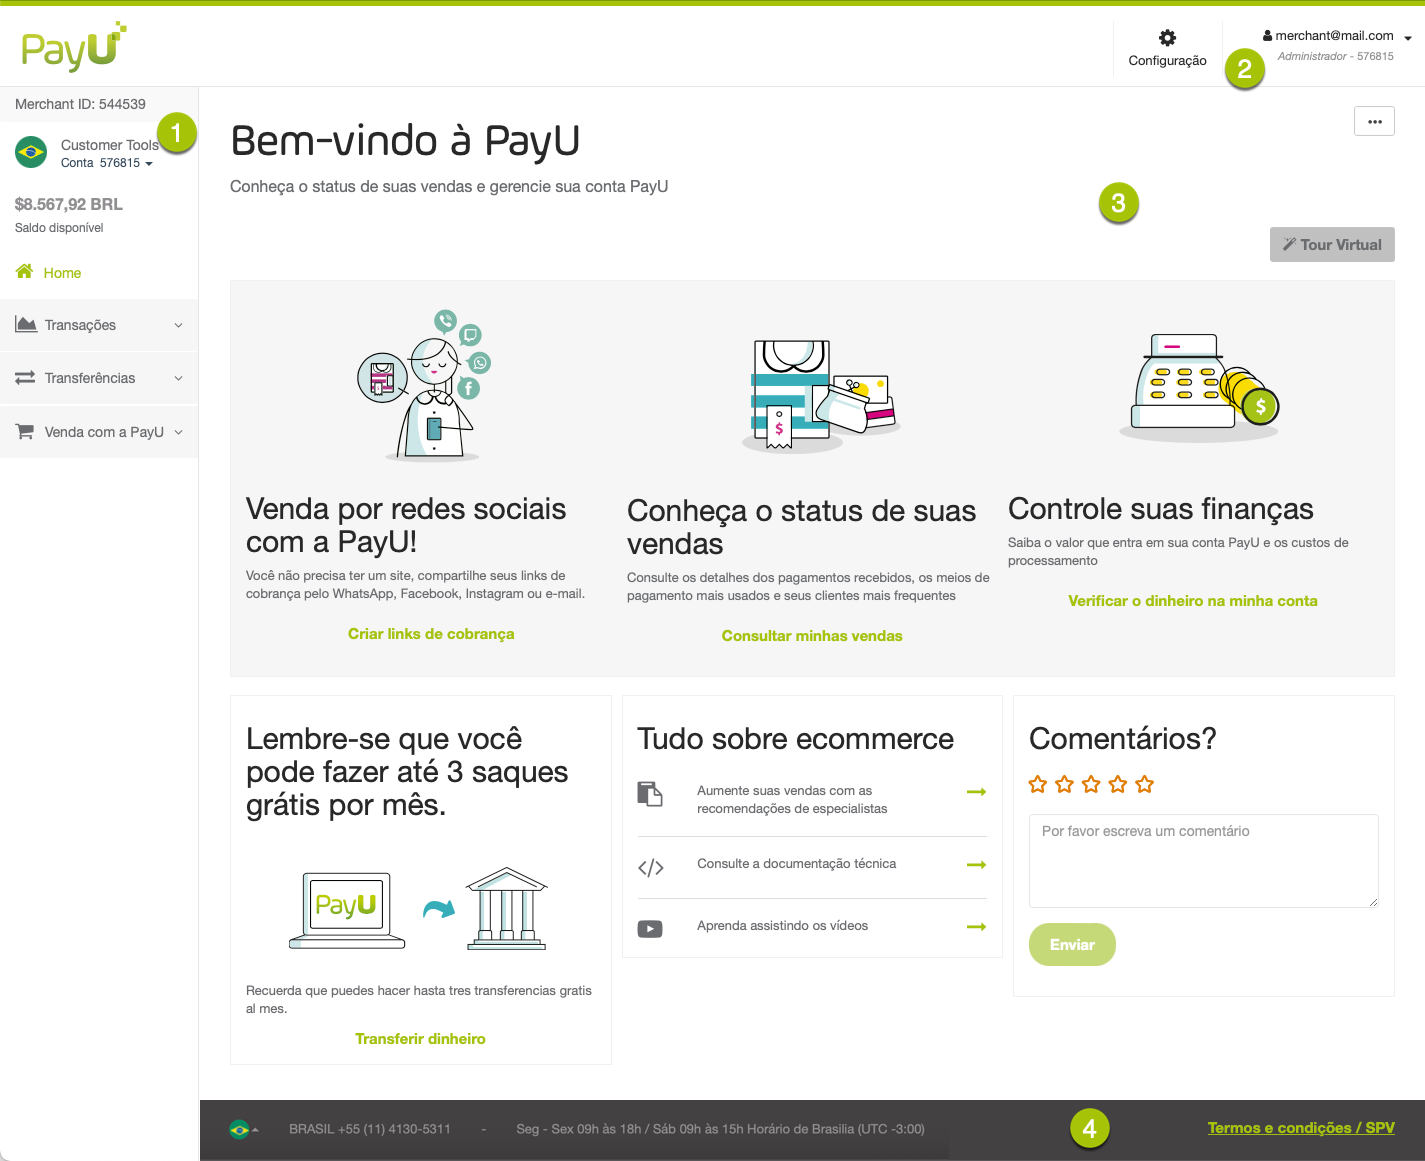 PayU
Configuração
merchant@mail.com
Administrador - 576815
2
Merchant ID: 544539
1
Customer Tools
Conta 576815
$8.567,92 BRL
Saldo disponível
Home
Transações
Transferências
Venda com a PayU
Bem-vindo à PayU
Conheça o status de suas vendas e gerencie sua conta PayU
3
Tour Virtual
$
$
Venda por redes sociais
com a PayU!
Você não precisa ter um site, compartilhe seus links de
cobrança pelo WhatsApp, Facebook, Instagram ou e-mail.
Criar links de cobrança
Conheça o status de suas
vendas
Consulte os detalhes dos pagamentos recebidos, os meios de
pagamento mais usados e seus clientes mais frequentes
Consultar minhas vendas
Controle suas finanças
Saiba o valor que entra em sua conta PayU e os custos de
processamento
Verificar o dinheiro na minha conta
Lembre-se que você
pode fazer até 3 saques
grátis por mês.
PayU
Recuerda que puedes hacer hasta tres transferencias gratis
al mes.
Transferir dinheiro
Tudo sobre ecommerce
Aumente suas vendas com as
recomendações de especialistas
Consulte a documentação técnica
Aprenda assistindo os vídeos
Comentários?
Por favor escreva um comentário
Enviar
BRASIL +55 (11) 4130-5311 - Seg - Sex 09h às 18h / Sáb 09h às 15h Horário de Brasilia (UTC -3:00)
4
Termos e condições / SPV